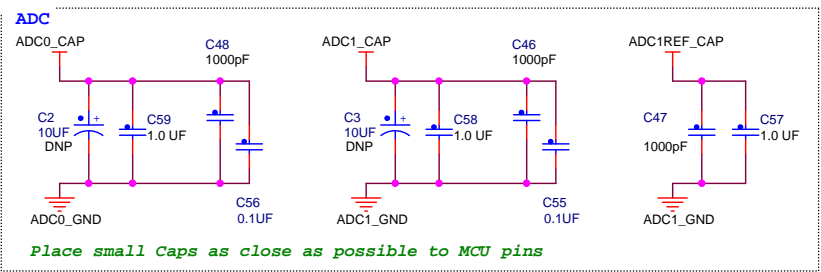 ADC
ADC0_CAP
C48
1000pF
C2
10UF
DNP
C59
1.0 UF
C56
0.1UF
ADC0_GND
ADC1_CAP
C46
1000pF
C3
10UF
DNP
C58
1.0 UF
C55
0.1UF
ADC1_GND
ADC1REF_CAP
C47
1000pF
C57
1.0 UF
ADC1_GND
Place small Caps as close as possible to MCU pins